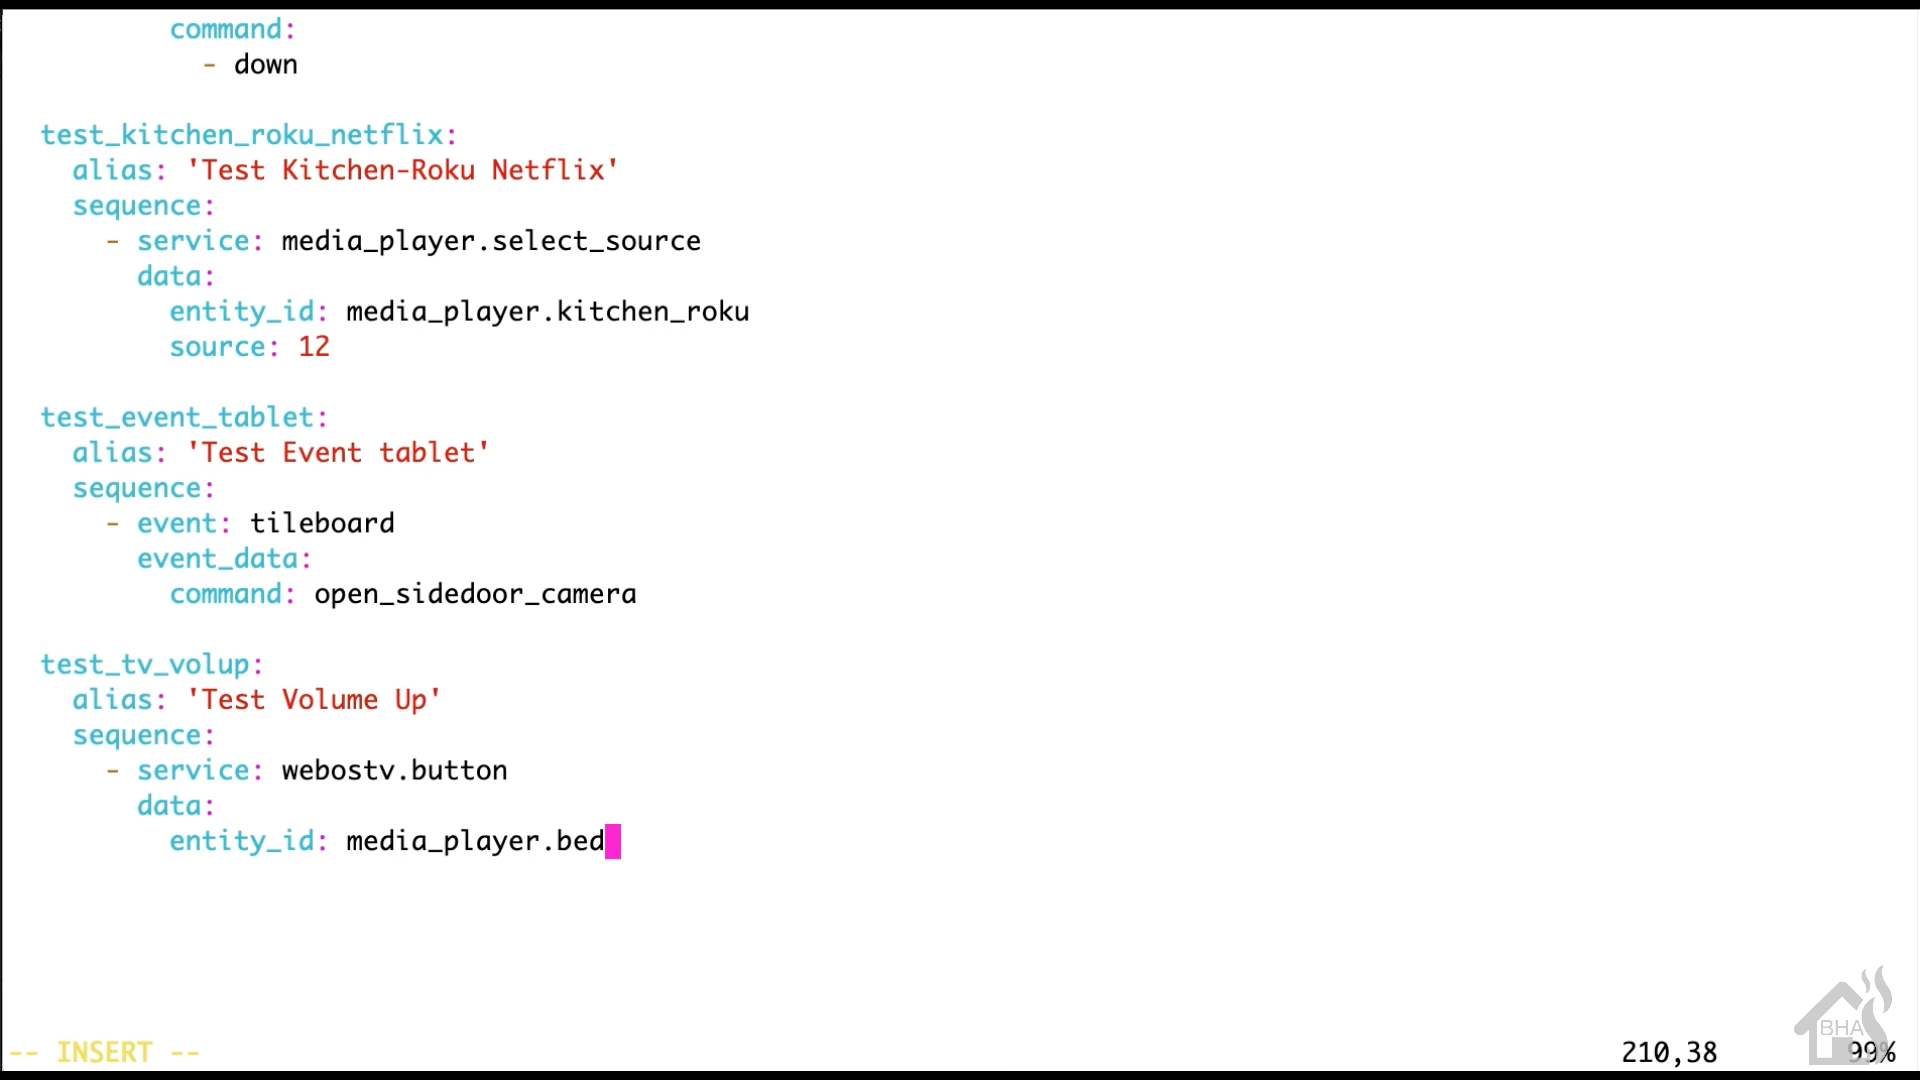 command:
- down
test_kitchen_roku_netflix:
alias: 'Test Kitchen-Roku Netflix'
sequence:
- service: media_player.select_source
data:
entity_id: media_player.kitchen_roku
source: 12
test_event_tablet:
alias: 'Test Event tablet'
sequence:
- event: tileboard
event_data:
command: open_sidedoor_camera
test_tv_volup:
alias: 'Test Volume Up'
sequence:
- service: webostv.button
data:
entity_id: media_player.bed
-- INSERT --
210,38
99%
BHA